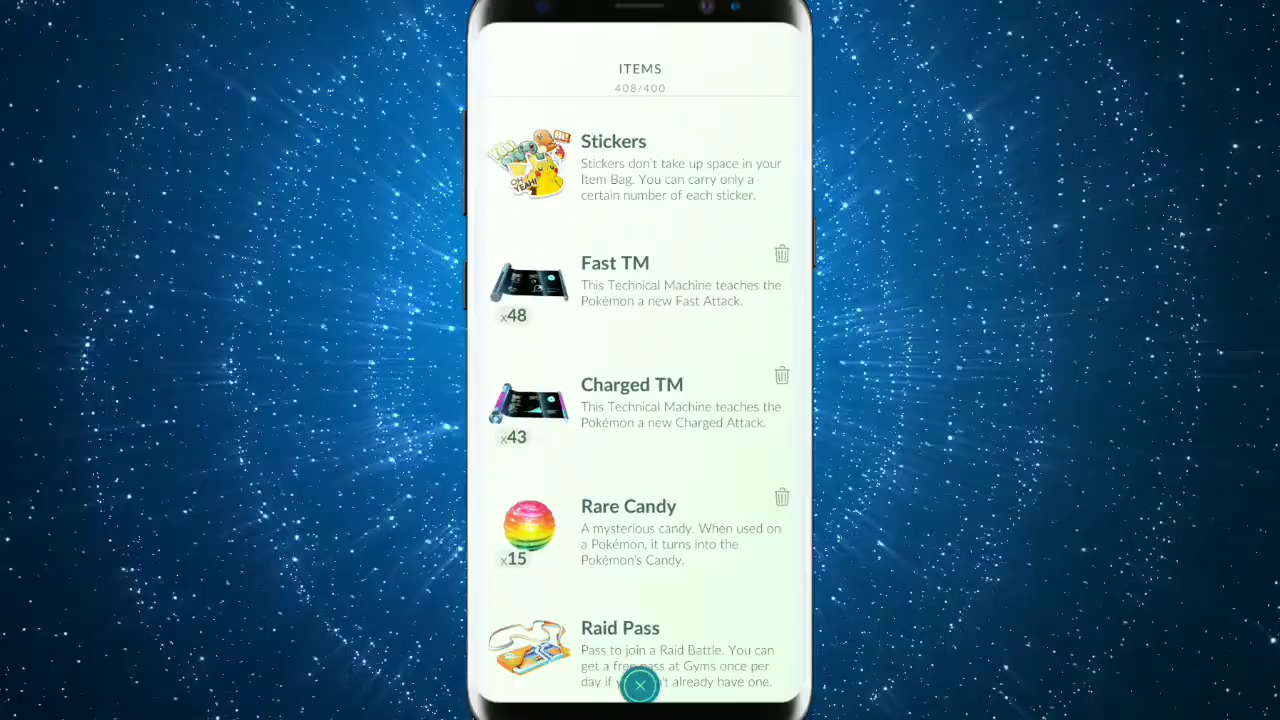 ITEMS
408/400
Stickers
Stickers don't take up space in your
Item Bag. You can carry only a
certain number of each sticker.
Fast TM
This Technical Machine teaches the
Pokémon a new Fast Attack.
x48
Charged TM
This Technical Machine teaches the
Pokémon a new Charged Attack.
x43
Rare Candy
A mysterious candy. When used on
a Pokémon, it turns into the
Pokémon's Candy.
x15
Raid Pass
Pass to join a Raid Battle. You can
get a free pass at Gyms once per
day if already have one.
OH YEAH!